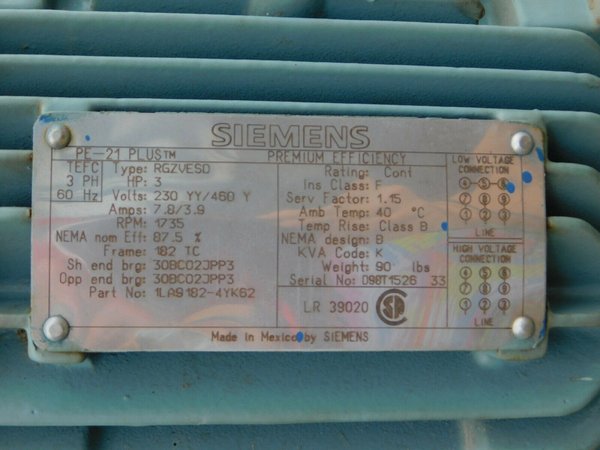 SIEMENS
PE-21 PLUS™ PREMIUM EFFICIENCY
TEFC
3 PH
60 Hz
Type: RGZVESD
HP: 3
Volts: 230 YY/460 Y
Amps: 7.8/3.9
RPM: 1735
NEMA nom Eff: 87.5 %
Frame: 182 TC
Sh end brg: 30BC02JPP3
Opp end brg: 30BC02JPP3
Part No: 1LA9182-4YK62
Rating: Cont
Ins Class: F
Serv Factor: 1.15
Amb Temp: 40 °C
Temp Rise: Class B
NEMA design: B
KVA Code: K
Weight: 90 lbs
Serial No: D98T1526 33
LR 39020
LOW VOLTAGE
CONNECTION
4 5 6
7 8 9
1 2 3
LINE
HIGH VOLTAGE
CONNECTION
4 5 6
7 8 9
1 2 3
LINE
Made in Mexico by SIEMENS